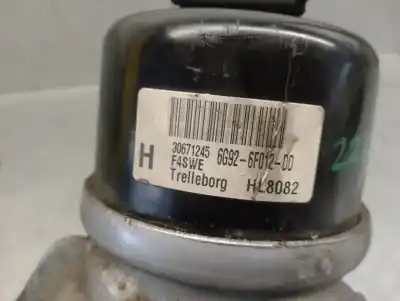 H
30671245 6G92-6F012-DD
F4SWE
Trelleborg HL8082